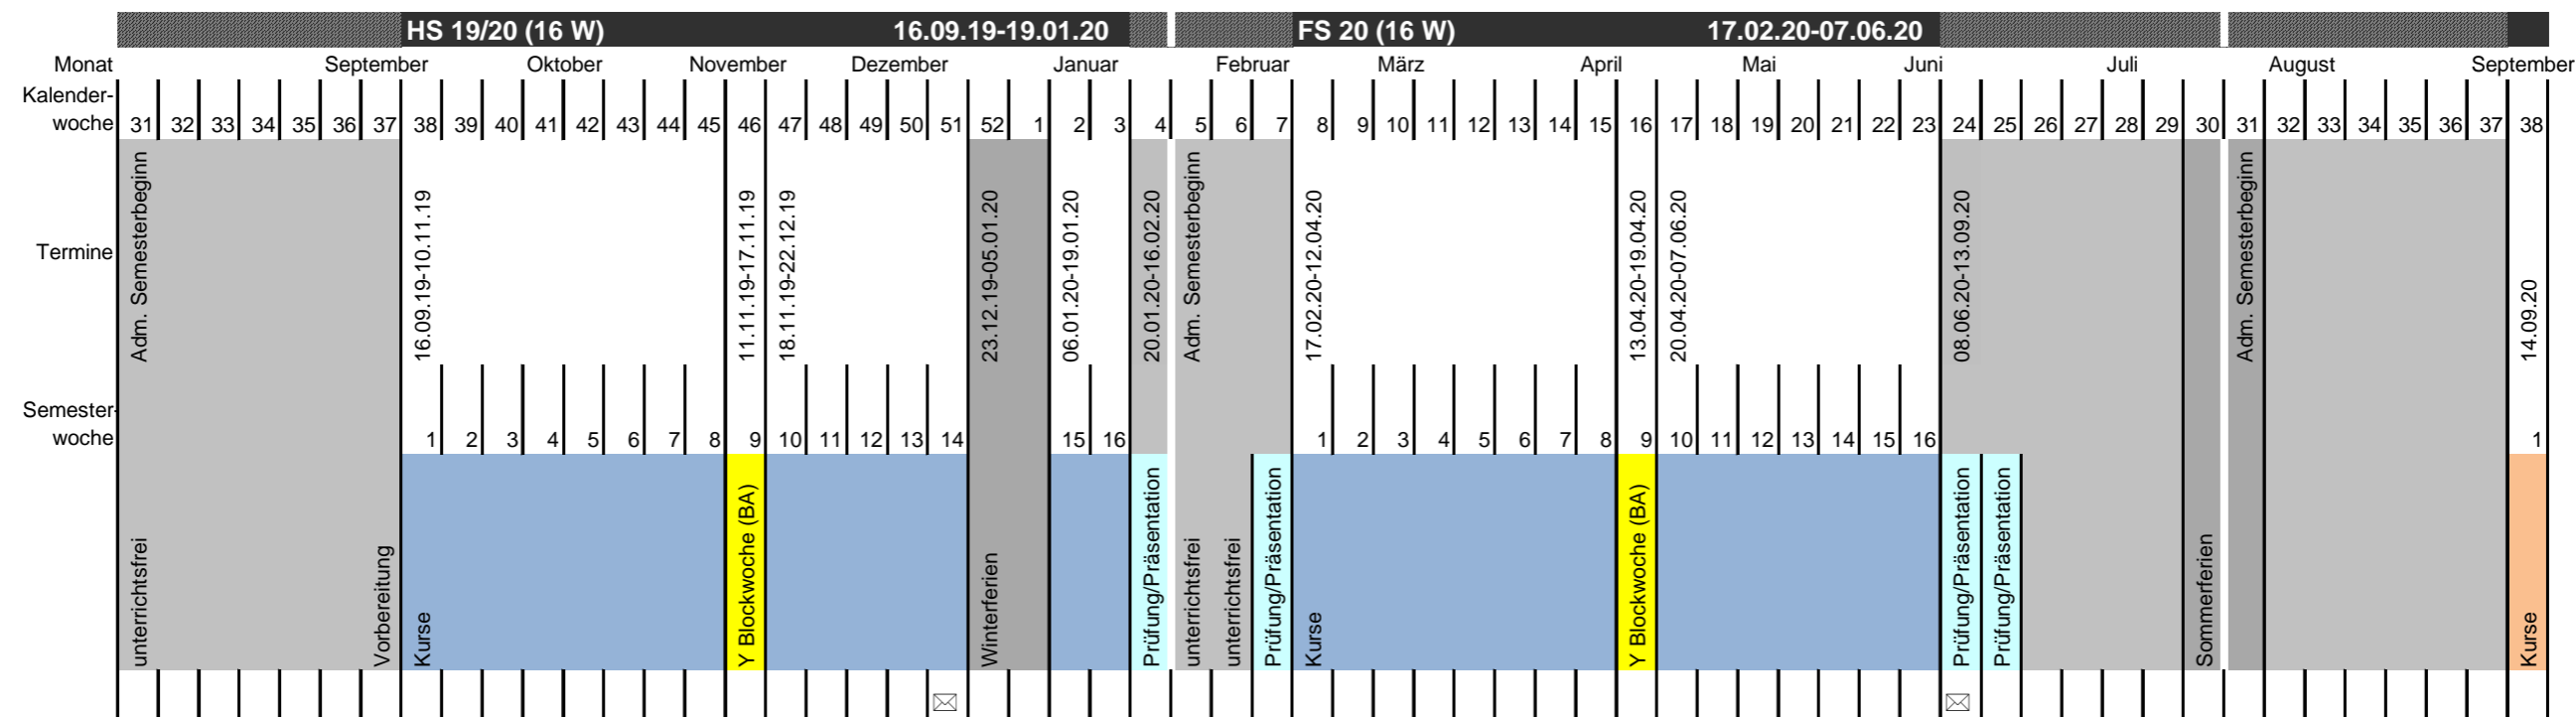 HS 19/20 (16 W) 16.09.19-19.01.20 FS 20 (16 W) 17.02.20-07.06.20
Monat September Oktober November Dezember Januar Februar März April Mai Juni Juli August September
Kalender-
woche 31 32 33 34 35 36 37 38 39 40 41 42 43 44 45 46 47 48 49 50 51 52 1 2 3 4 5 6 7 8 9 10 11 12 13 14 15 16 17 18 19 20 21 22 23 24 25 26 27 28 29 30 31 32 33 34 35 36 37 38
Termine
Adm. Semesterbeginn
16.09.19-10.11.19
11.11.19-17.11.19
18.11.19-22.12.19
23.12.19-05.01.20
06.01.20-19.01.20
20.01.20-16.02.20
Adm. Semesterbeginn
17.02.20-12.04.20
13.04.20-19.04.20
20.04.20-07.06.20
08.06.20-13.09.20
Adm. Semesterbeginn
14.09.20
Semester-
woche 1 2 3 4 5 6 7 8 9 10 11 12 13 14 15 16 1 2 3 4 5 6 7 8 9 10 11 12 13 14 15 16 1
unterrichtsfrei
Vorbereitung
Kurse
Y Blockwoche (BA)
Winterferien
Prüfung/Präsentation
unterrichtsfrei
unterrichtsfrei
Prüfung/Präsentation
Kurse
Y Blockwoche (BA)
Prüfung/Präsentation
Prüfung/Präsentation
Sommerferien
Kurse